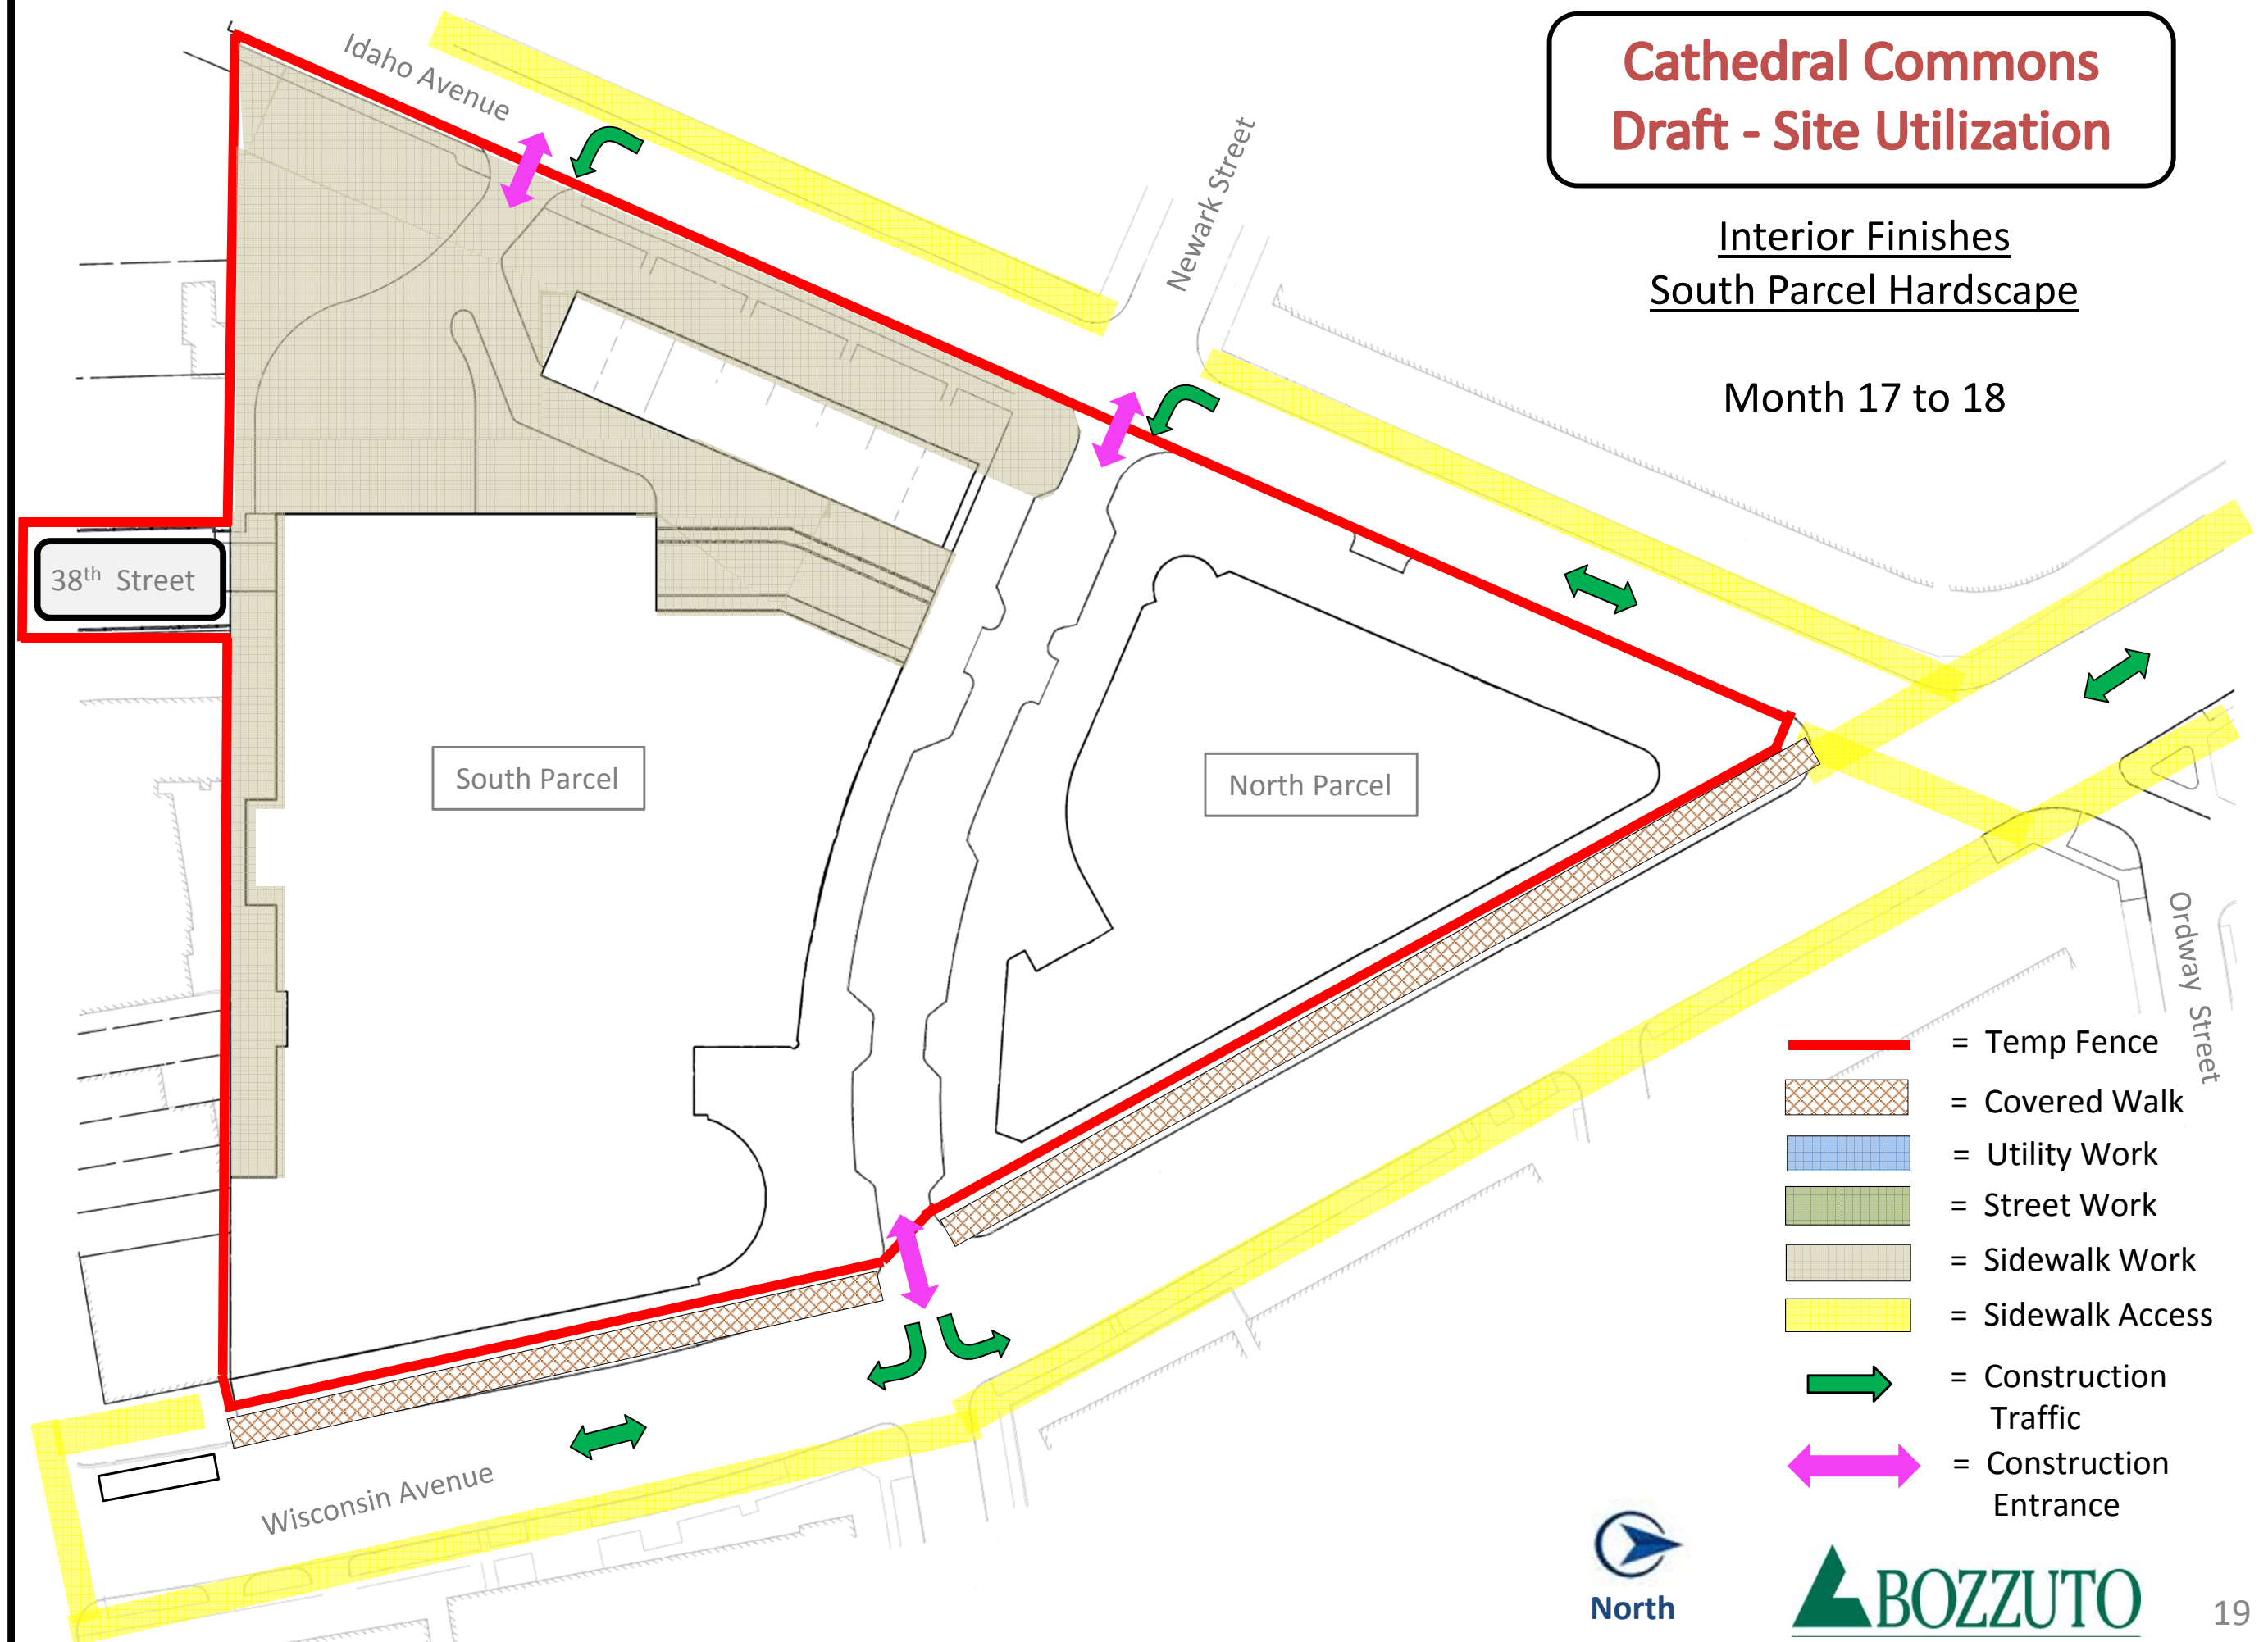 Cathedral Commons
Draft - Site Utilization
Interior Finishes
South Parcel Hardscape
Month 17 to 18
Idaho Avenue
Newark Street
38th Street
South Parcel
North Parcel
Ordway Street
Wisconsin Avenue
= Temp Fence
= Covered Walk
= Utility Work
= Street Work
= Sidewalk Work
= Sidewalk Access
= Construction
Traffic
= Construction
Entrance
North
BOZZUTO
19